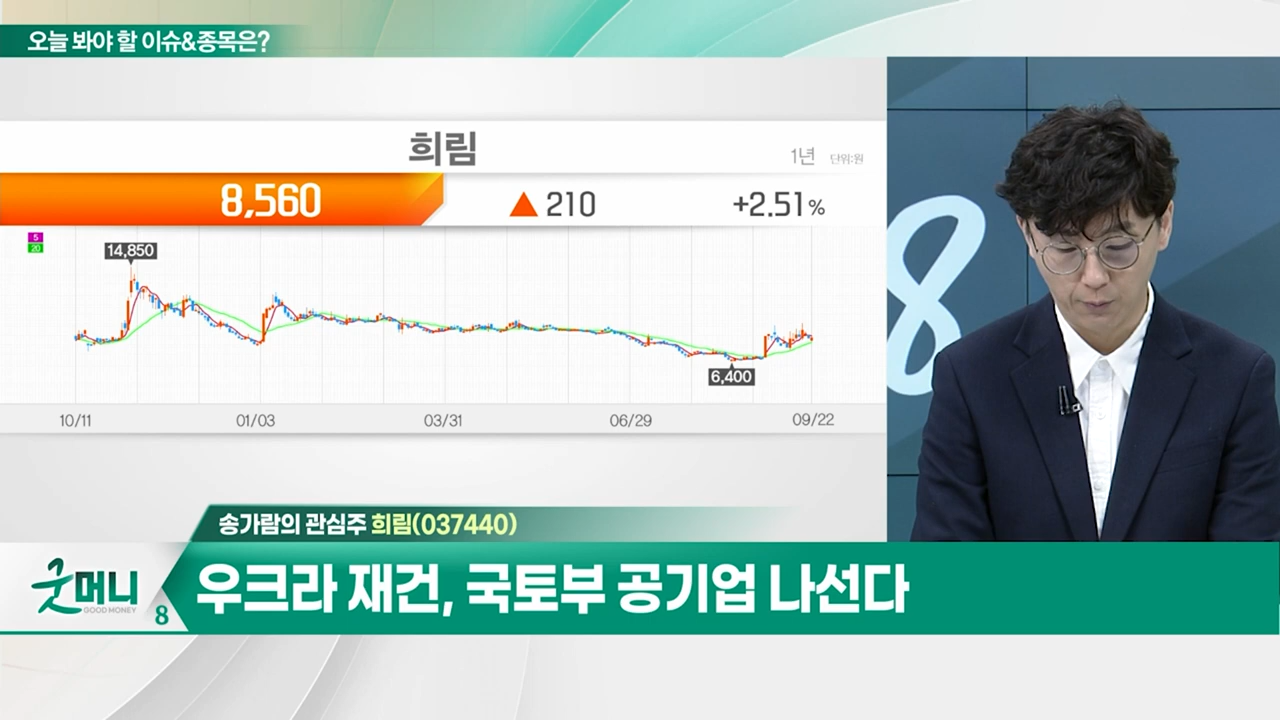 오늘 봐야 할 이슈&종목은?
희림
1년 단위:원
8,560 ▲ 210 +2.51%
5
20
14,850
6,400
10/11 01/03 03/31 06/29 09/22
8
송가람의 관심주 희림(037440)
굿머니
GOOD MONEY
8
우크라 재건, 국토부 공기업 나선다